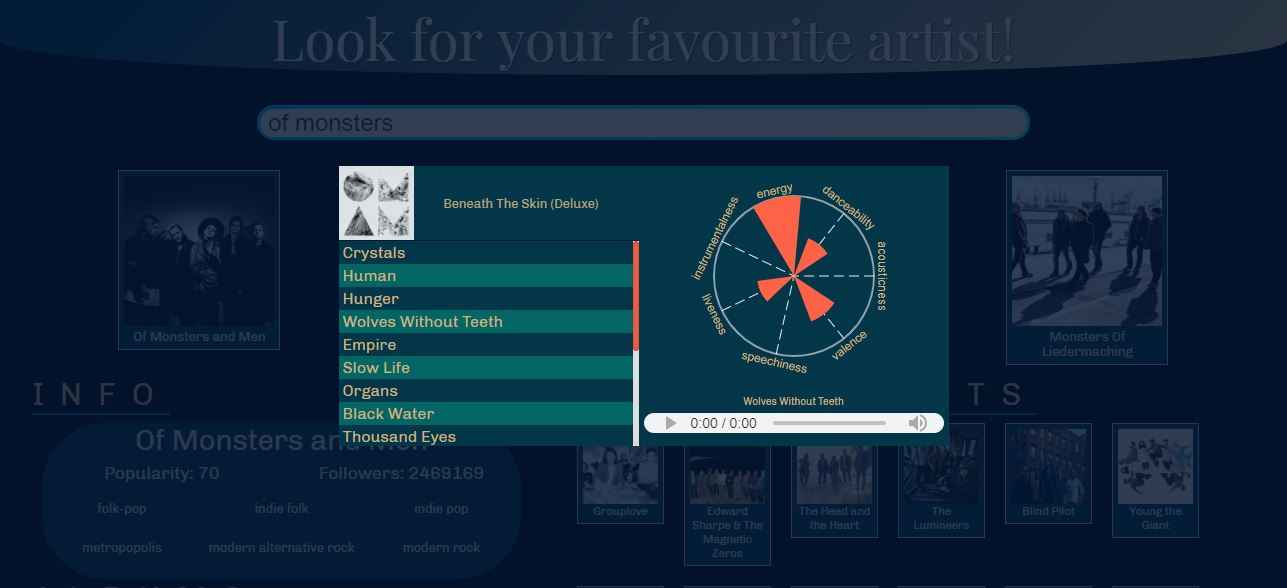 Look for your favourite artist!
of monsters
Beneath The Skin (Deluxe)
Crystals
Human
Hunger
Wolves Without Teeth
Empire
Slow Life
Organs
Black Water
Thousand Eyes
energy
danceability
acousticness
valence
speechiness
liveness
instrumentalness
Wolves Without Teeth
0:00 / 0:00
Of Monsters and Men
Monsters Of
Liedermaching
INFO
TS
Of Monsters and Men
Popularity: 70
Followers: 2469169
folk-pop
indie folk
indie pop
metropopolis
modern alternative rock
modern rock
Grouplove
Edward
Sharpe & The
Magnetic
Zeros
The Head and
the Heart
The
Lumineers
Blind Pilot
Young the
Giant